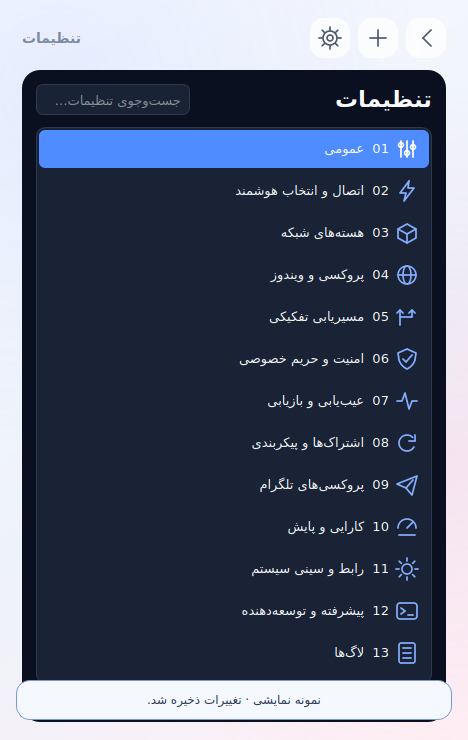 تنظیمات
تنظیمات
جست‌وجوی تنظیمات...
01 عمومی
02 اتصال و انتخاب هوشمند
03 هسته‌های شبکه
04 پروکسی و ویندوز
05 مسیریابی تفکیکی
06 امنیت و حریم خصوصی
07 عیب‌یابی و بازیابی
08 اشتراک‌ها و پیکربندی
09 پروکسی‌های تلگرام
10 کارایی و پایش
11 رابط و سینی سیستم
12 پیشرفته و توسعه‌دهنده
13 لاگ‌ها
نمونه نمایشی · تغییرات ذخیره شد.